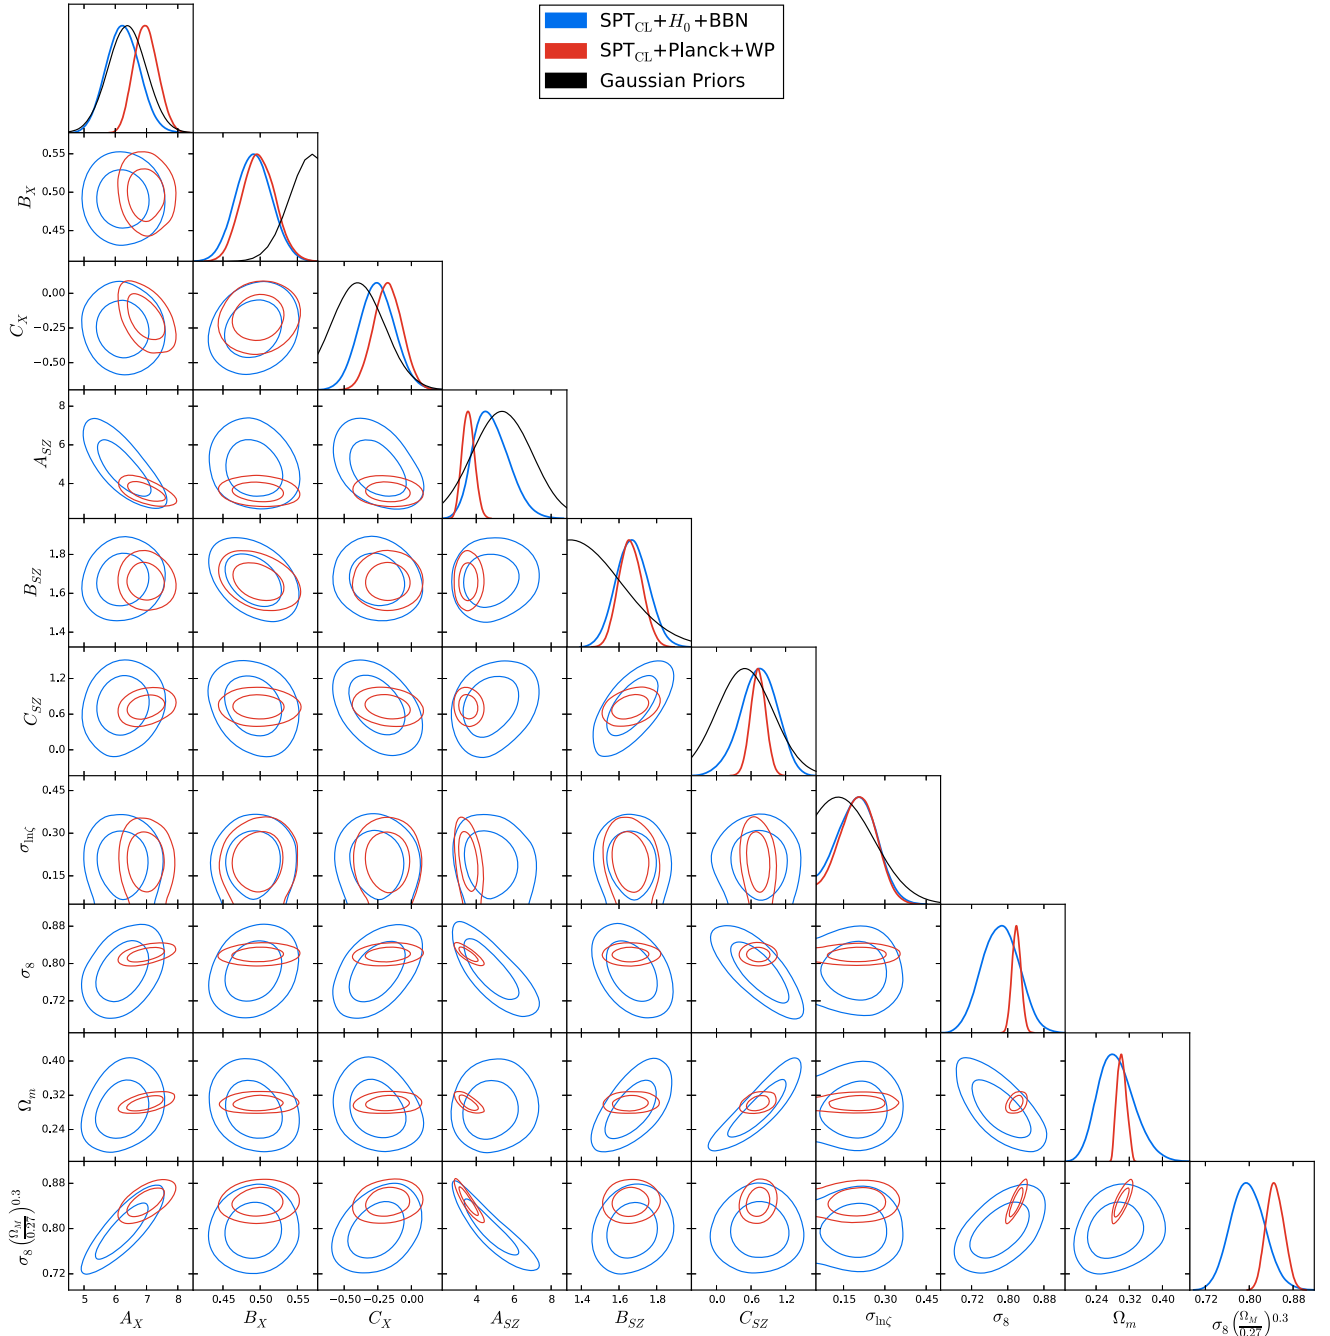 SPT_CL+H_0+BBN
SPT_CL+Planck+WP
Gaussian Priors
0.55
0.50
0.45
B_X
0.00
−0.25
−0.50
C_X
8
6
4
A_SZ
1.8
1.6
1.4
B_SZ
1.2
0.6
0.0
C_SZ
0.45
0.30
0.15
σ_lnζ
0.88
0.80
0.72
σ_8
0.40
0.32
0.24
Ω_m
0.88
0.80
0.72
σ_8 (Ω_M/0.27)^0.3
5 6 7 8 0.45 0.50 0.55 −0.50 −0.25 0.00 4 6 8 1.4 1.6 1.8 0.0 0.6 1.2 0.15 0.30 0.45 0.72 0.80 0.88 0.24 0.32 0.40 0.72 0.80 0.88
A_X B_X C_X A_SZ B_SZ C_SZ σ_lnζ σ_8 Ω_m σ_8 (Ω_M/0.27)^0.3